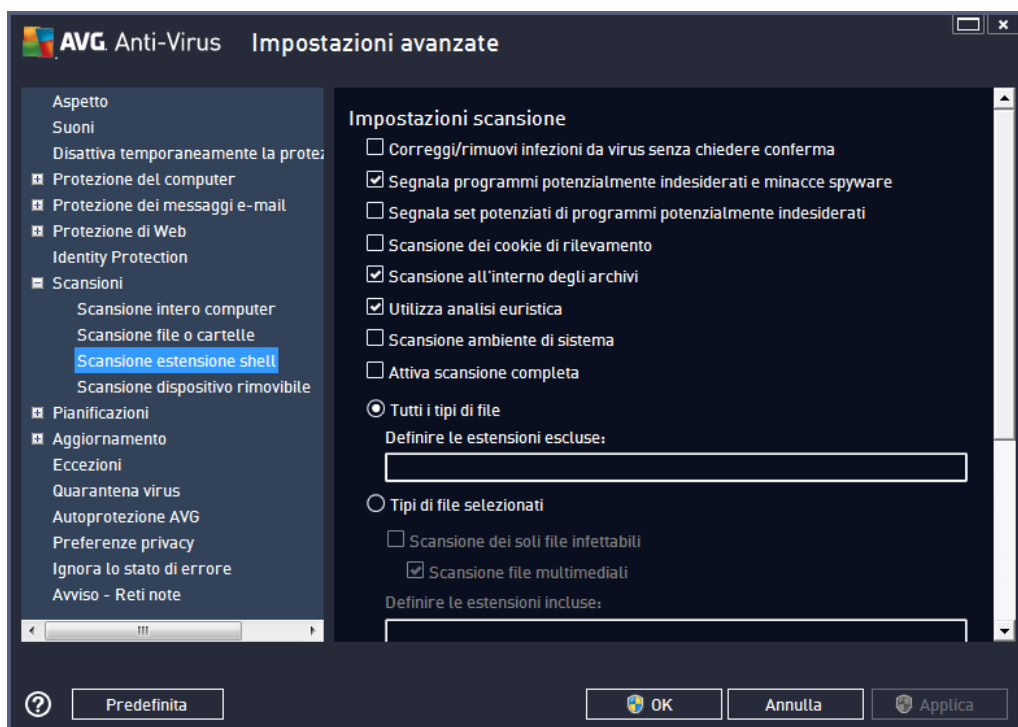 AVG. Anti-Virus Impostazioni avanzate
Aspetto
Suoni
Disattiva temporaneamente la
Protezione del computer
Protezione dei messaggi e-mail
Protezione di Web
Identity Protection
Scansioni
Scansione intero computer
Scansione file o cartelle
Scansione estensione shell
Scansione dispositivo rimovibile
Pianificazioni
Aggiornamento
Eccezioni
Quarantena virus
Autoprotezione AVG
Preferenze privacy
Ignora lo stato di errore
Avviso - Reti note
Impostazioni scansione
Correggi/rimuovi infezioni da virus senza chiedere conferma
Segnala programmi potenzialmente indesiderati e minacce spyware
Segnala set potenziati di programmi potenzialmente indesiderati
Scansione dei cookie di rilevamento
Scansione all'interno degli archivi
Utilizza analisi euristica
Scansione ambiente di sistema
Attiva scansione completa
Tutti i tipi di file
Definire le estensioni escluse:
Tipi di file selezionati
Scansione dei soli file infettabili
Scansione file multimediali
Definire le estensioni incluse:
? Predefinita OK Annulla Applica